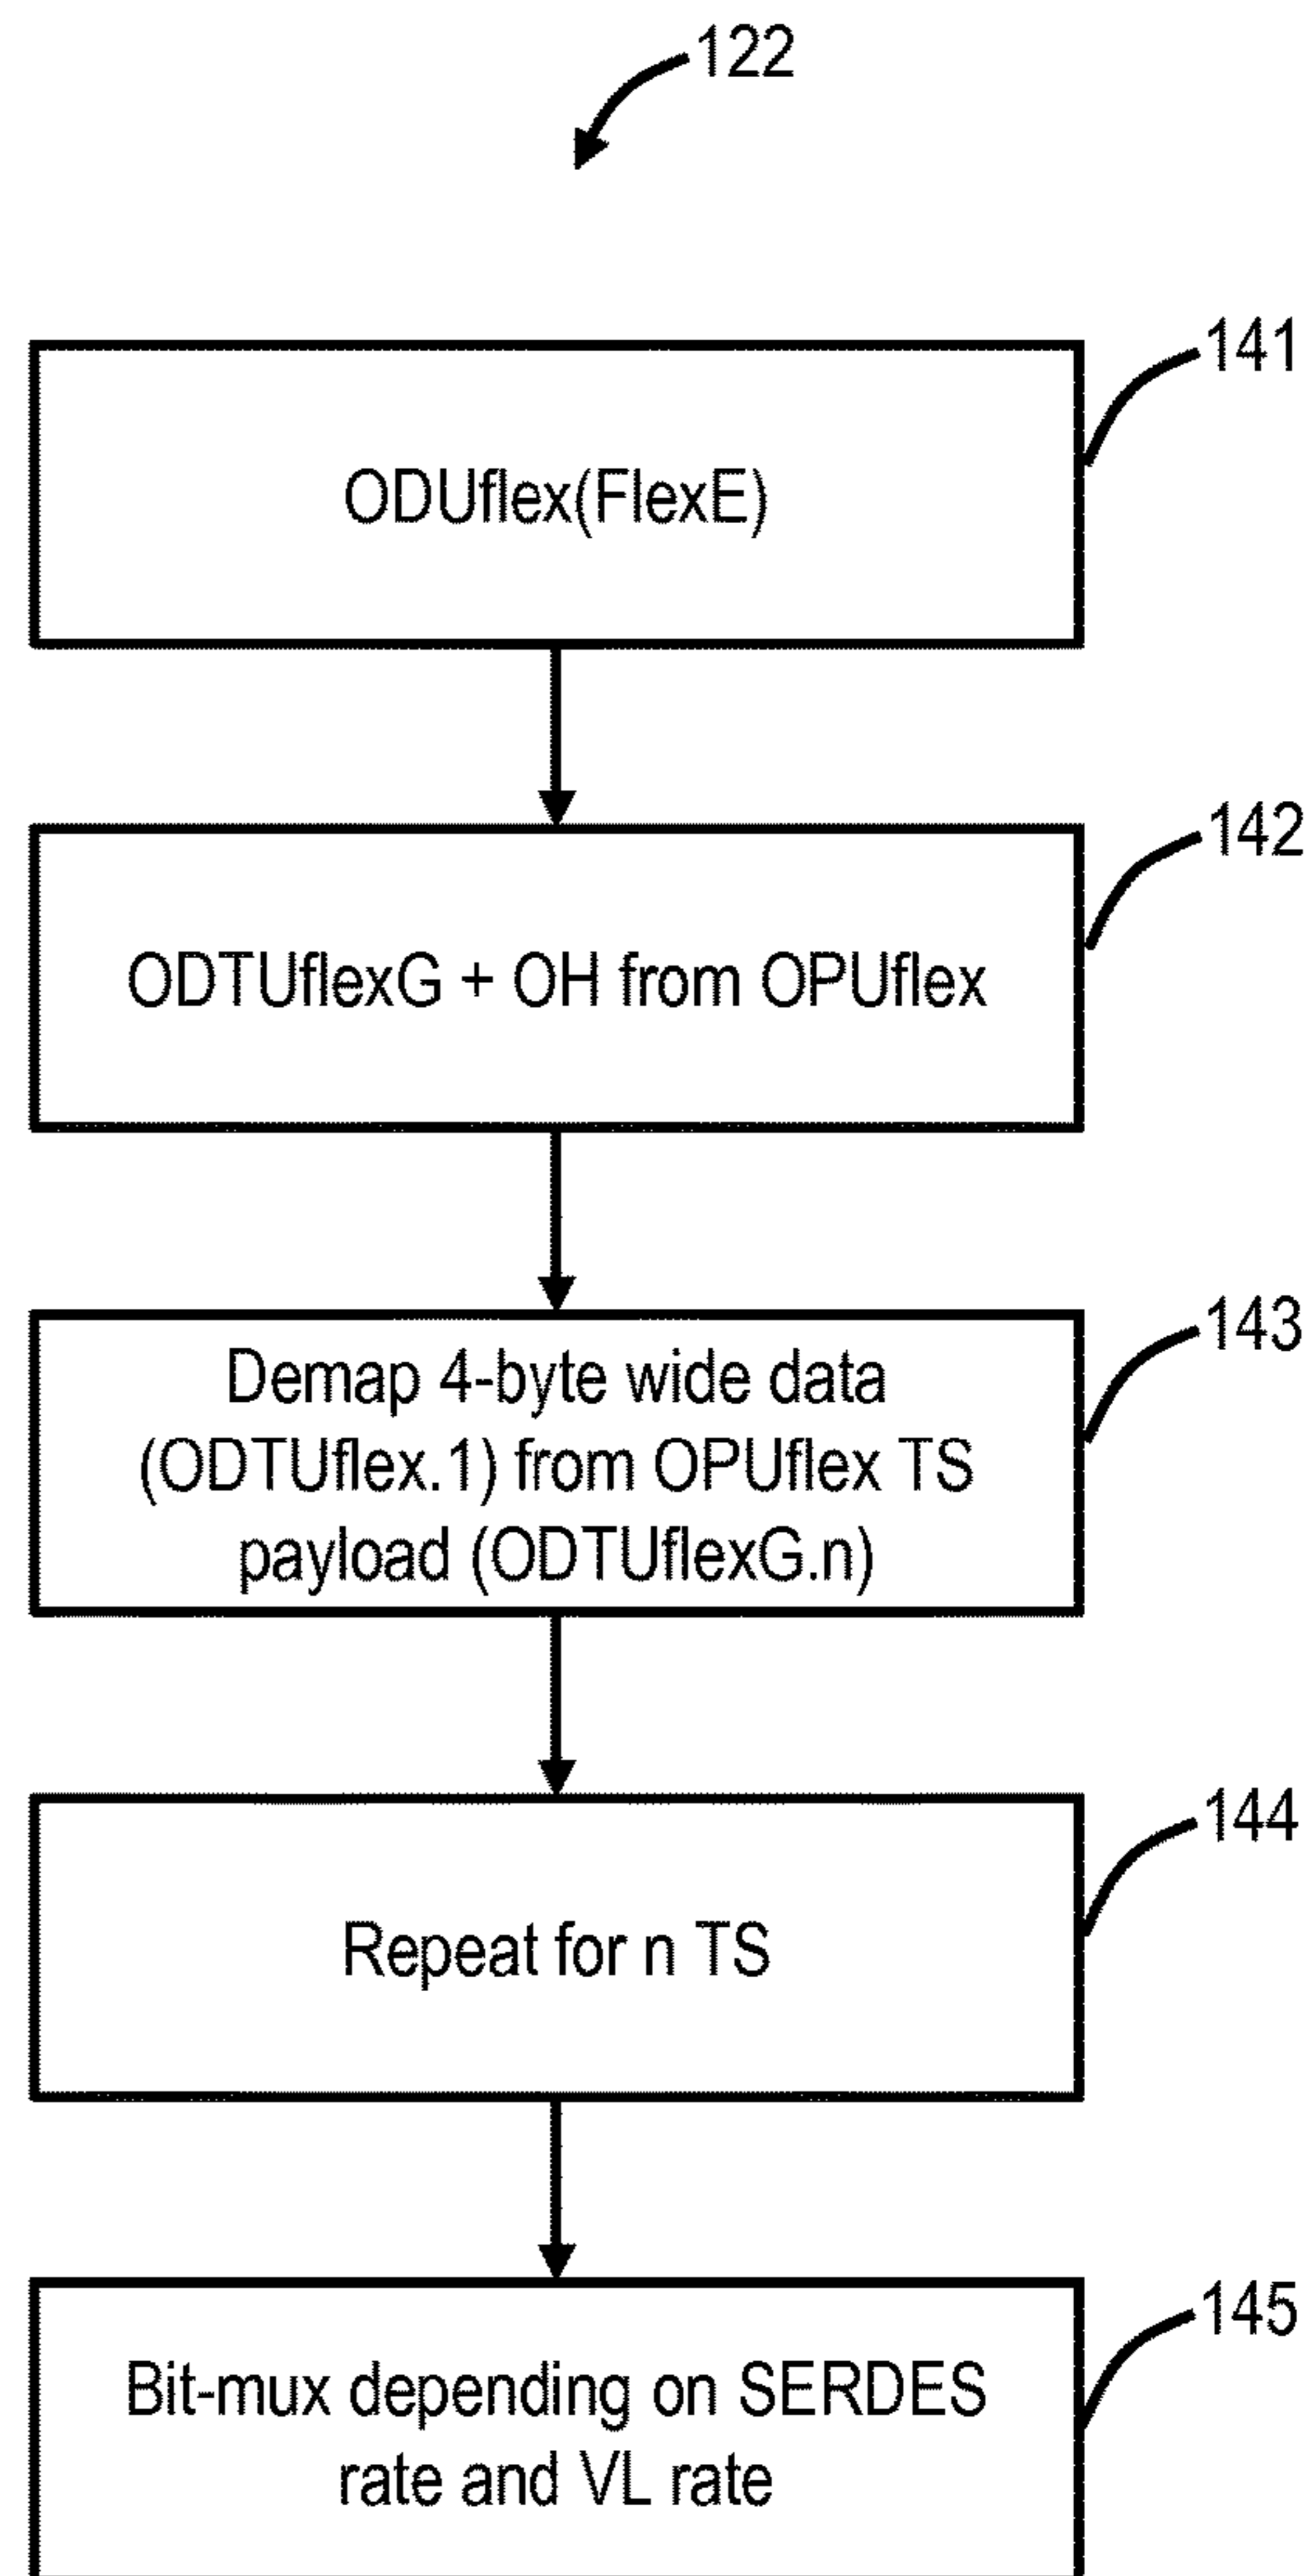 122
141
ODUflex(FlexE)
142
ODTUflexG + OH from OPUflex
143
Demap 4-byte wide data
(ODTUflex.1) from OPUflex TS
payload (ODTUflexG.n)
144
Repeat for n TS
145
Bit-mux depending on SERDES
rate and VL rate